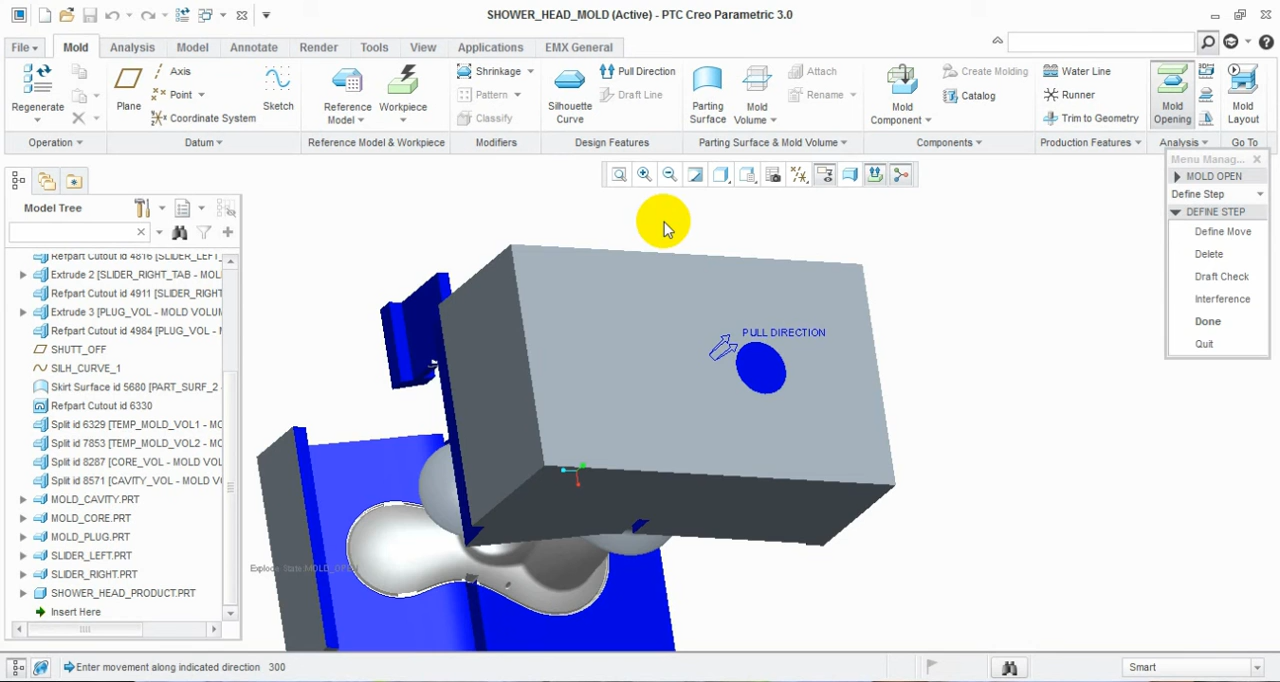 SHOWER_HEAD_MOLD (Active) - PTC Creo Parametric 3.0
File Mold Analysis Model Annotate Render Tools View Applications EMX General
Regenerate
Plane
Axis
Point
Coordinate System
Sketch
Reference Model
Workpiece
Shrinkage
Pattern
Classify
Silhouette Curve
Pull Direction
Draft Line
Parting Surface
Mold Volume
Attach
Rename
Mold Component
Create Molding
Catalog
Water Line
Runner
Trim to Geometry
Mold Opening
Mold Layout
Operation Datum Reference Model & Workpiece Modifiers Design Features Parting Surface & Mold Volume Components Production Features Analysis Go To
Model Tree
Refpart Cutout id 4816 [SLIDER_LEFT_
Extrude 2 [SLIDER_RIGHT_TAB - MOL
Refpart Cutout id 4911 [SLIDER_RIGHT
Extrude 3 [PLUG_VOL - MOLD VOLUM
Refpart Cutout id 4984 [PLUG_VOL - M
SHUTT_OFF
SILH_CURVE_1
Skirt Surface id 5680 [PART_SURF_2 -
Refpart Cutout id 6330
Split id 6329 [TEMP_MOLD_VOL1 - MO
Split id 7853 [TEMP_MOLD_VOL2 - MO
Split id 8287 [CORE_VOL - MOLD VOL
Split id 8571 [CAVITY_VOL - MOLD VO
MOLD_CAVITY.PRT
MOLD_CORE.PRT
MOLD_PLUG.PRT
SLIDER_LEFT.PRT
SLIDER_RIGHT.PRT
SHOWER_HEAD_PRODUCT.PRT
Insert Here
PULL DIRECTION
Explode State:MOLD_OPE
Menu Manag...
MOLD OPEN
Define Step
DEFINE STEP
Define Move
Delete
Draft Check
Interference
Done
Quit
Enter movement along indicated direction 300
Smart